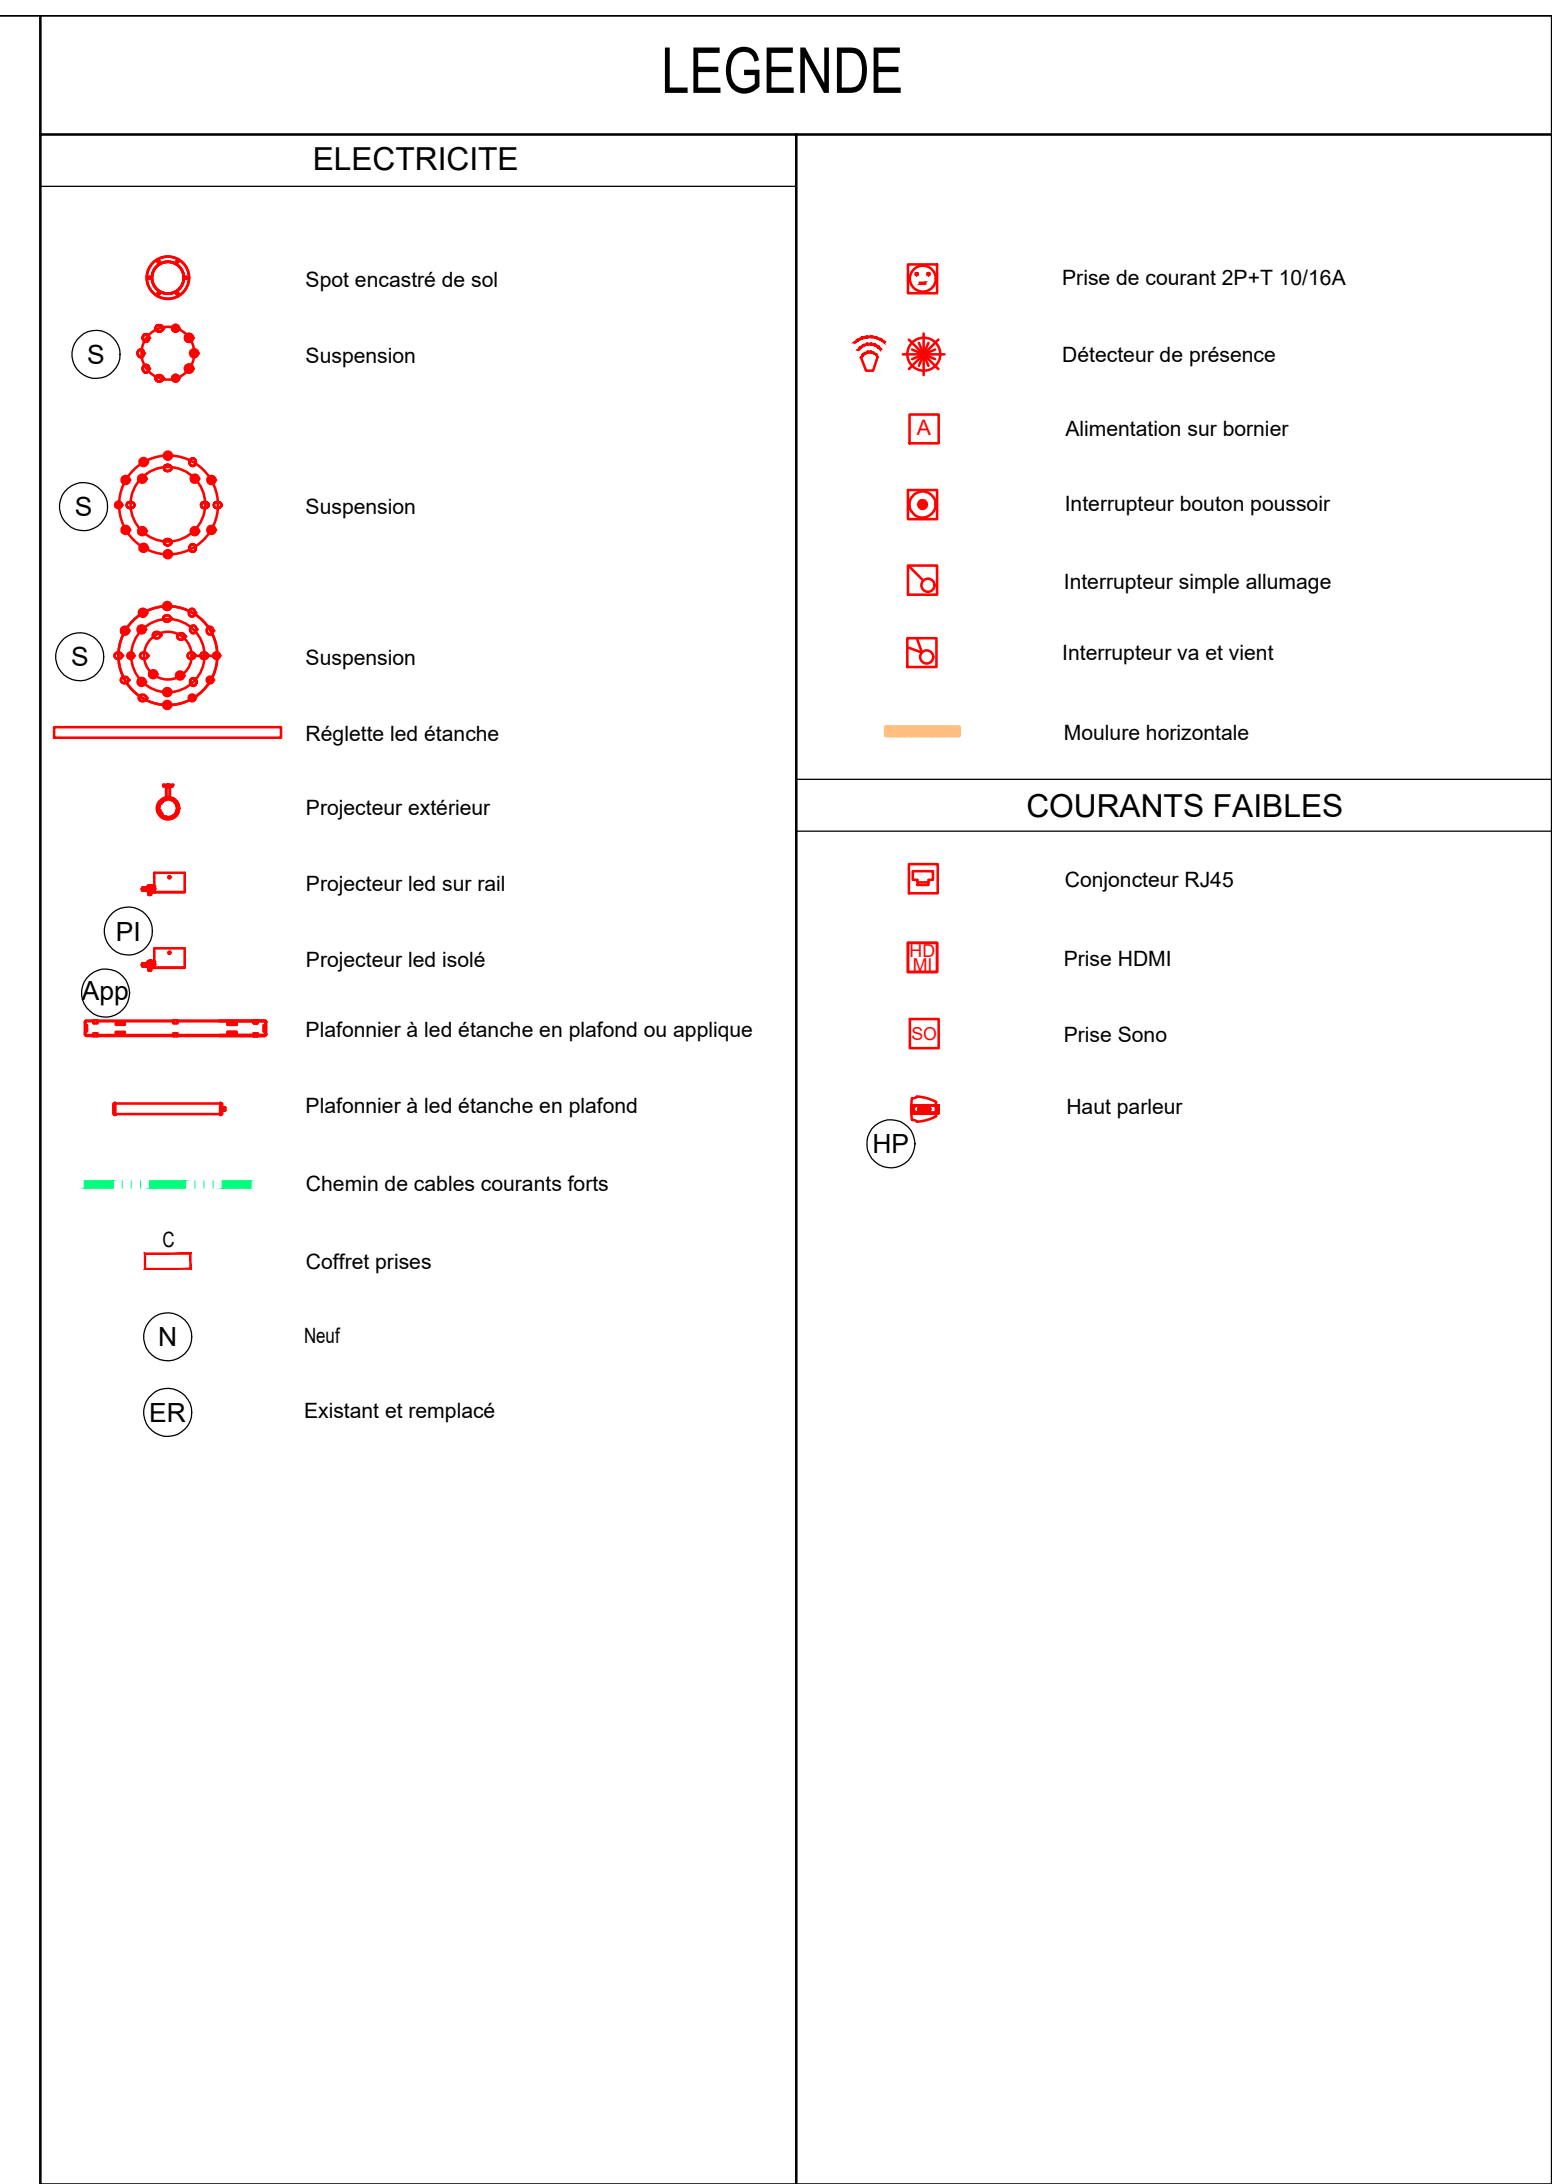 LEGENDE
ELECTRICITE
Spot encastré de sol
S
Suspension
S
Suspension
S
Suspension
Réglette led étanche
Projecteur extérieur
Projecteur led sur rail
PI
Projecteur led isolé
App
Plafonnier à led étanche en plafond ou applique
Plafonnier à led étanche en plafond
Chemin de cables courants forts
C
Coffret prises
N
Neuf
ER
Existant et remplacé
Prise de courant 2P+T 10/16A
Détecteur de présence
A
Alimentation sur bornier
Interrupteur bouton poussoir
Interrupteur simple allumage
Interrupteur va et vient
Moulure horizontale
COURANTS FAIBLES
Conjoncteur RJ45
HD
MI
Prise HDMI
SO
Prise Sono
Haut parleur
HP